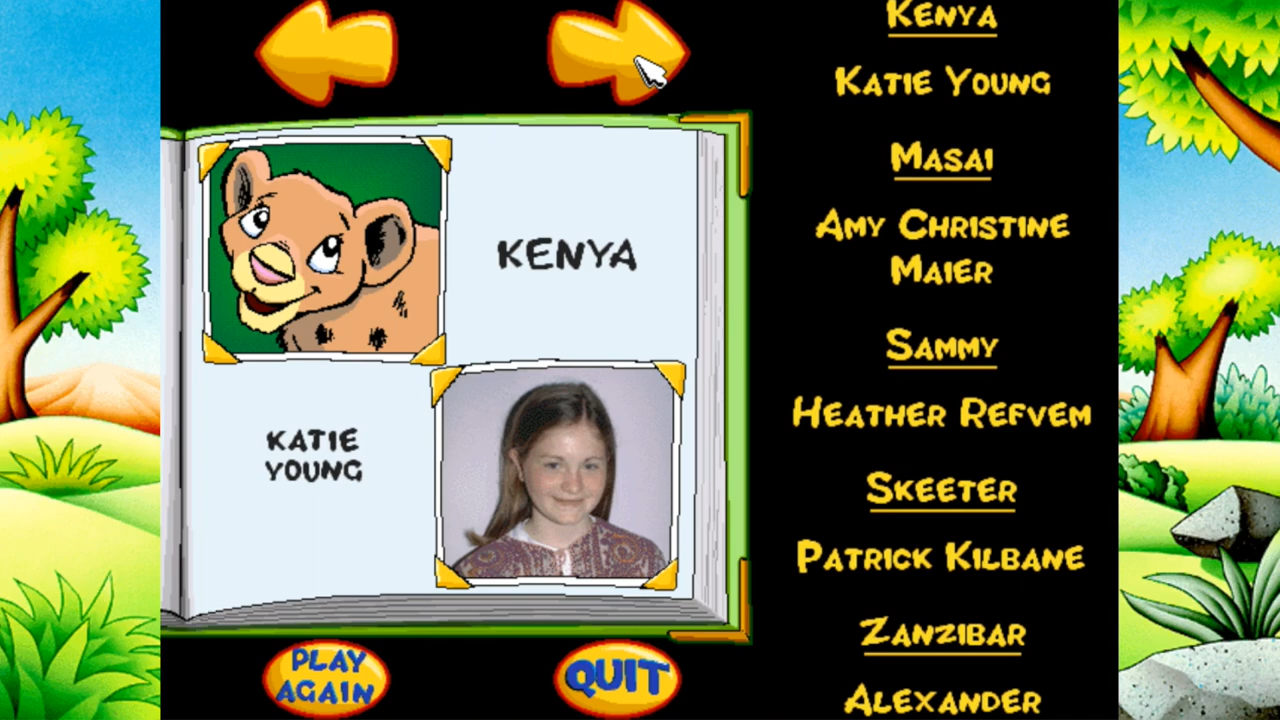 KENYA
KATIE
YOUNG
PLAY
AGAIN
QUIT
KENYA
KATIE YOUNG
MASAI
AMY CHRISTINE
MAIER
SAMMY
HEATHER REFVEM
SKEETER
PATRICK KILBANE
ZANZIBAR
ALEXANDER